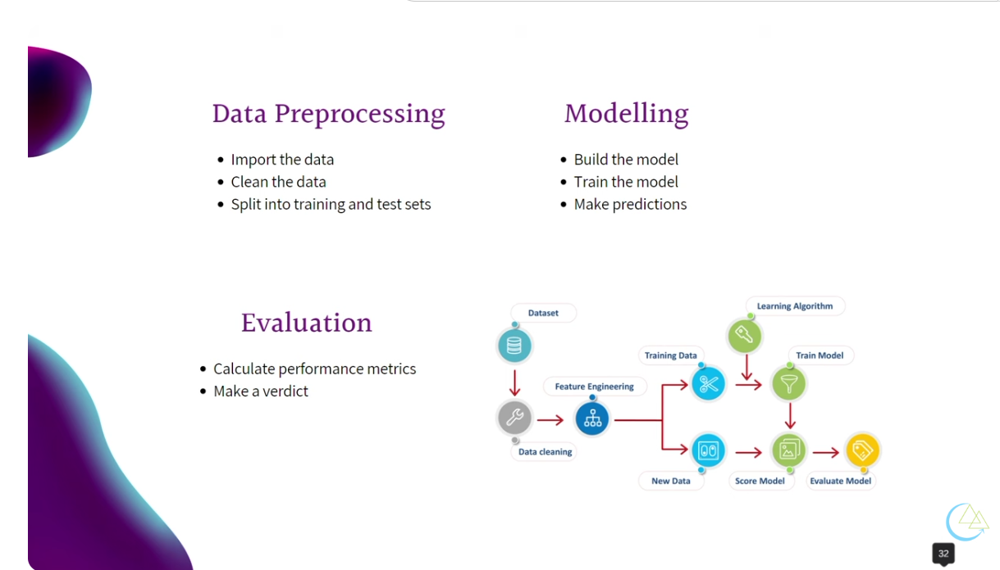 Data Preprocessing
• Import the data
• Clean the data
• Split into training and test sets
Modelling
• Build the model
• Train the model
• Make predictions
Evaluation
• Calculate performance metrics
• Make a verdict
Dataset
Data cleaning
Feature Engineering
Training Data
Learning Algorithm
Train Model
New Data
Score Model
Evaluate Model
32